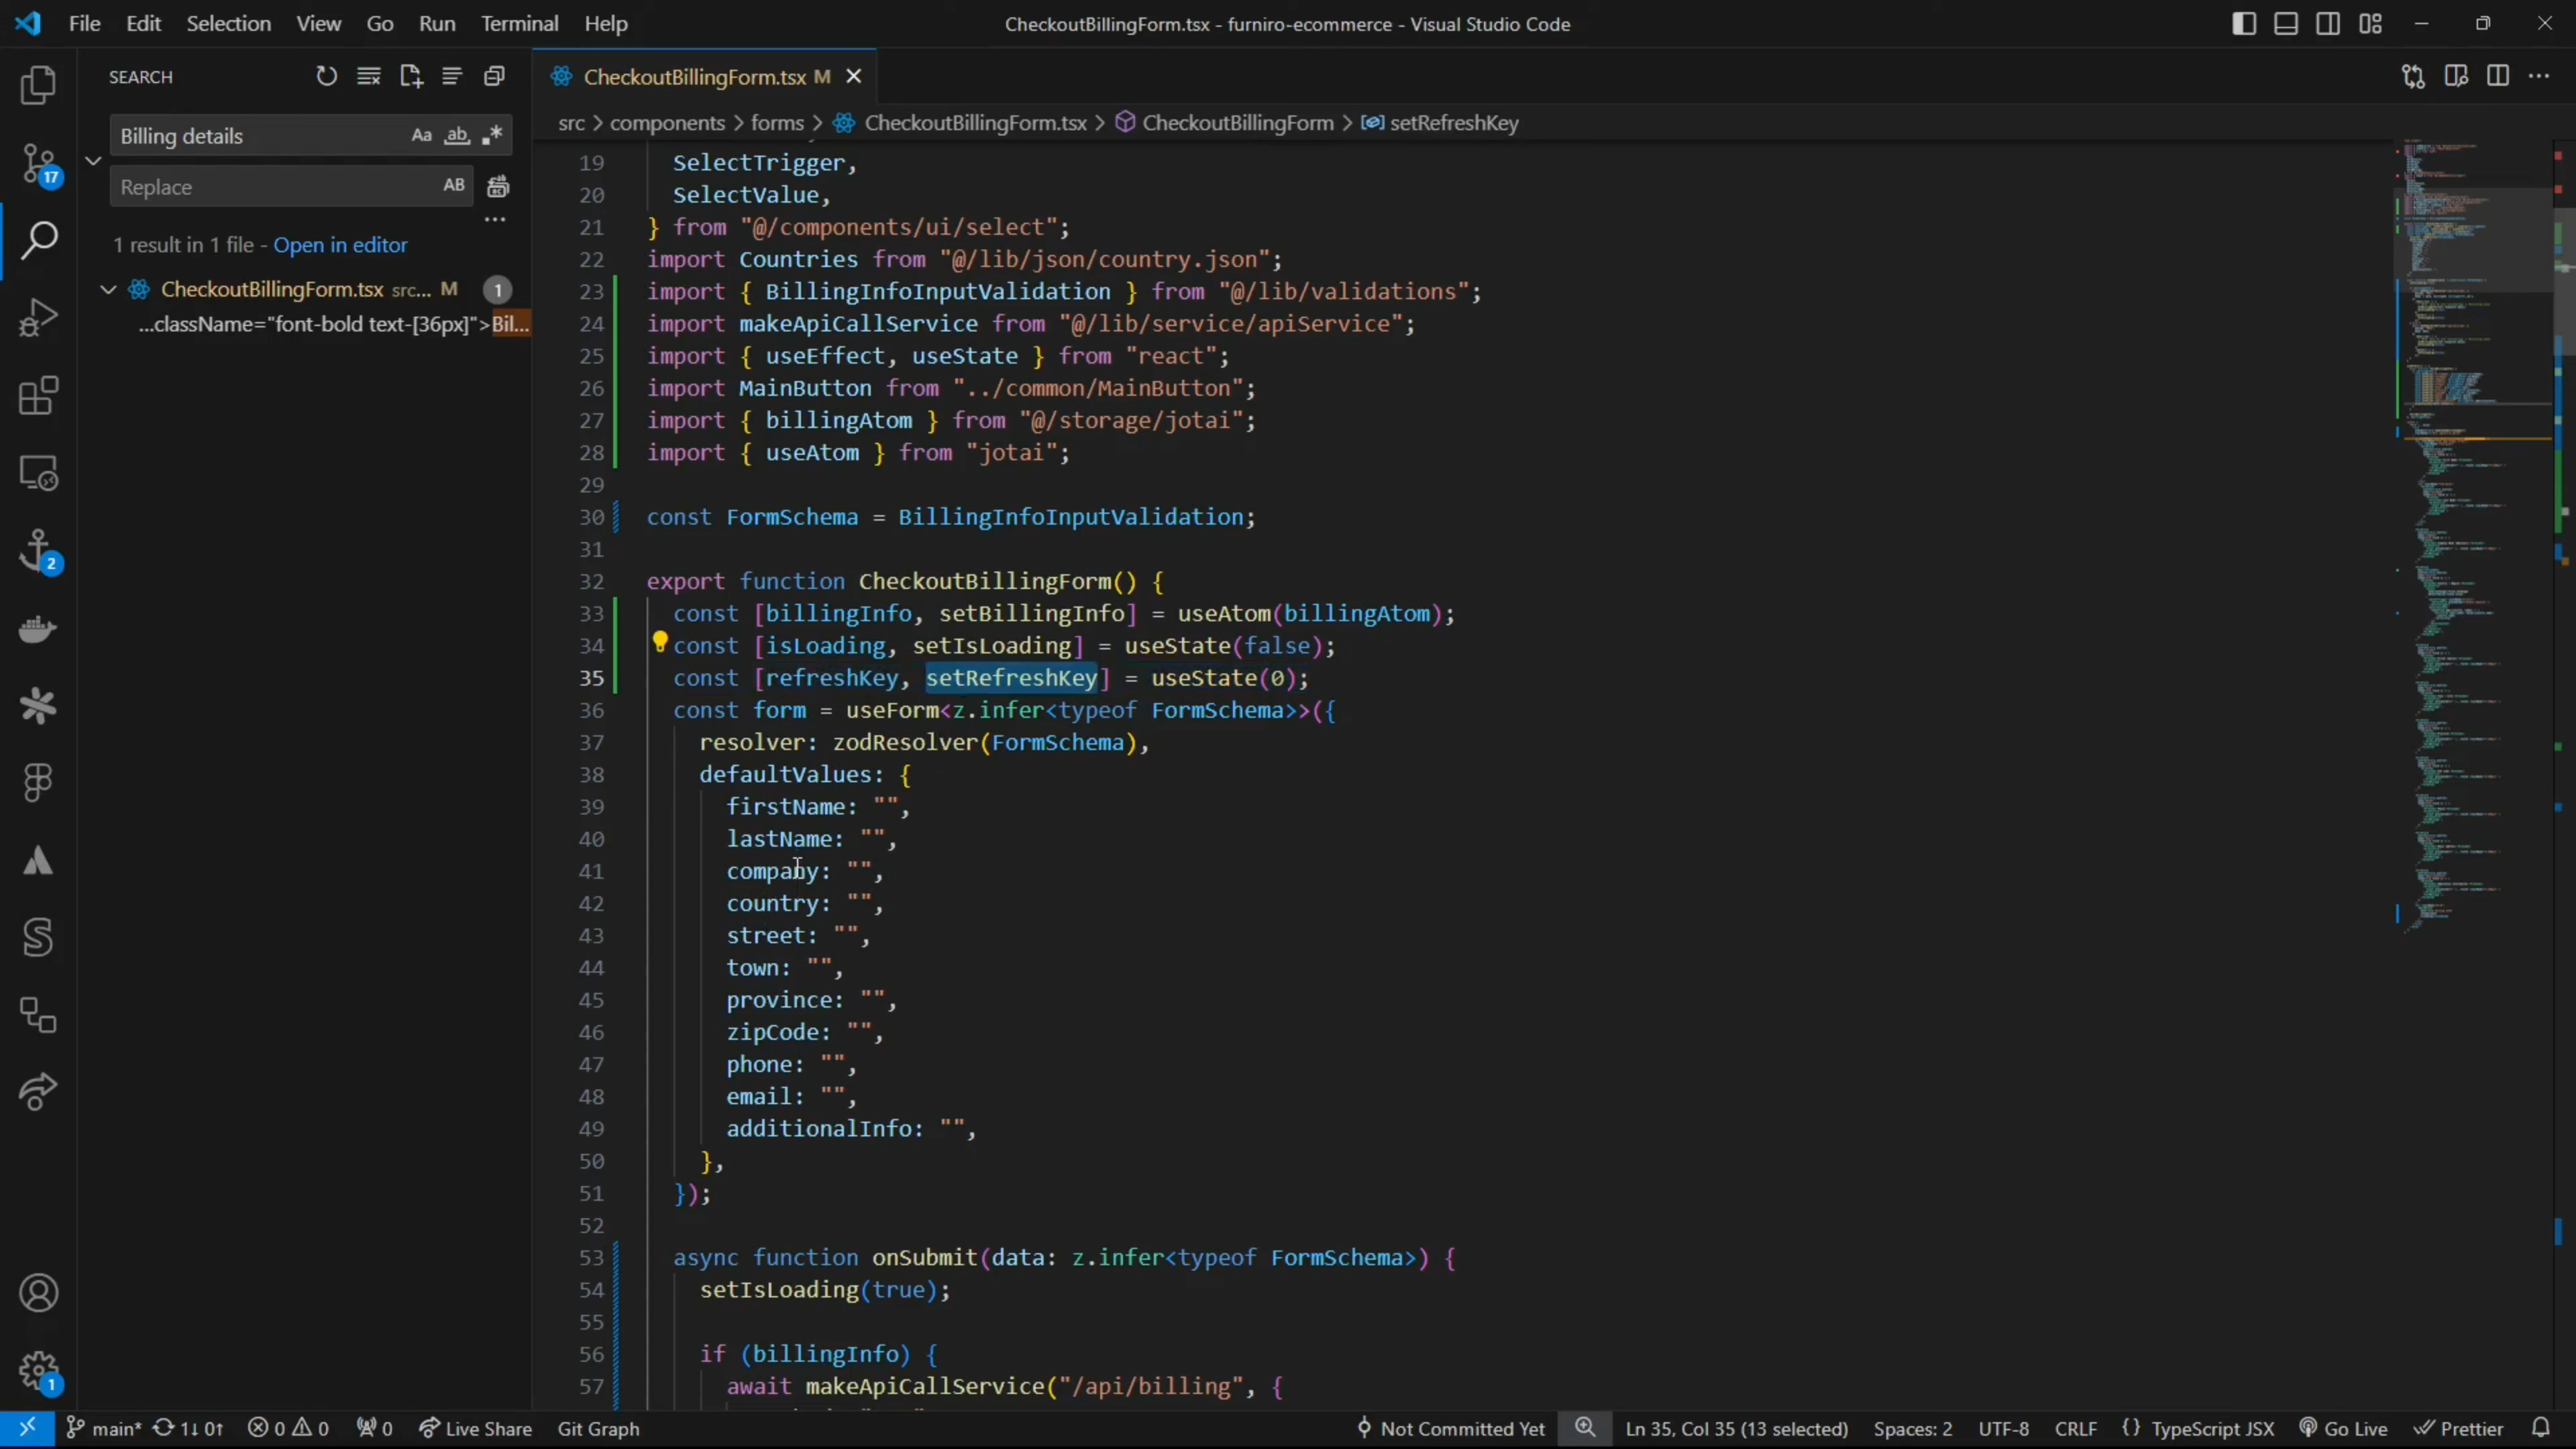 File Edit Selection View Go Run Terminal Help
CheckoutBillingForm.tsx - furniro-ecommerce - Visual Studio Code
SEARCH
CheckoutBillingForm.tsx M
Billing details Aa ab
src > components > forms > CheckoutBillingForm.tsx > CheckoutBillingForm > setRefreshKey
Replace AB
1 result in 1 file - Open in editor
CheckoutBillingForm.tsx src... M 1
...className="font-bold text-[36px]">Bil...
17
2
1
19 SelectTrigger,
20 SelectValue,
21 } from "@/components/ui/select";
22 import Countries from "@/lib/json/country.json";
23 import { BillingInfoInputValidation } from "@/lib/validations";
24 import makeApiCallService from "@/lib/service/apiService";
25 import { useEffect, useState } from "react";
26 import MainButton from "../common/MainButton";
27 import { billingAtom } from "@/storage/jotai";
28 import { useAtom } from "jotai";
29
30 const FormSchema = BillingInfoInputValidation;
31
32 export function CheckoutBillingForm() {
33 const [billingInfo, setBillingInfo] = useAtom(billingAtom);
34 const [isLoading, setIsLoading] = useState(false);
35 const [refreshKey, setRefreshKey] = useState(0);
36 const form = useForm<z.infer<typeof FormSchema>>({
37 resolver: zodResolver(FormSchema),
38 defaultValues: {
39 firstName: "",
40 lastName: "",
41 company: "",
42 country: "",
43 street: "",
44 town: "",
45 province: "",
46 zipCode: "",
47 phone: "",
48 email: "",
49 additionalInfo: "",
50 },
51 });
52
53 async function onSubmit(data: z.infer<typeof FormSchema>) {
54 setIsLoading(true);
55
56 if (billingInfo) {
57 await makeApiCallService("/api/billing", {
main* 1↓ 0↑ 0 0 0 Live Share Git Graph Not Committed Yet Ln 35, Col 35 (13 selected) Spaces: 2 UTF-8 CRLF {} TypeScript JSX Go Live Prettier